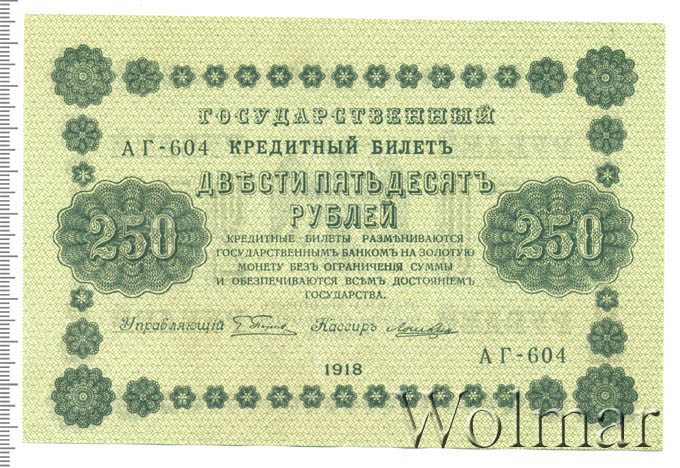 ГОСУДАРСТВЕННЫЙ
АГ-604 КРЕДИТНЫЙ БИЛЕТЪ
ДВѢСТИ ПЯТЬДЕСЯТЪ
РУБЛЕЙ
250 250
КРЕДИТНЫЕ БИЛЕТЫ РАЗМѢНИВАЮТСЯ
ГОСУДАРСТВЕННЫМЪ БАНКОМЪ НА ЗОЛОТУЮ
МОНЕТУ БЕЗЪ ОГРАНИЧЕНІЯ СУММЫ
И ОБЕЗПЕЧИВАЮТСЯ ВСѢМЪ ДОСТОЯНІЕМЪ
ГОСУДАРСТВА.
Управляющій Кассиръ
АГ-604
1918
Wolmar